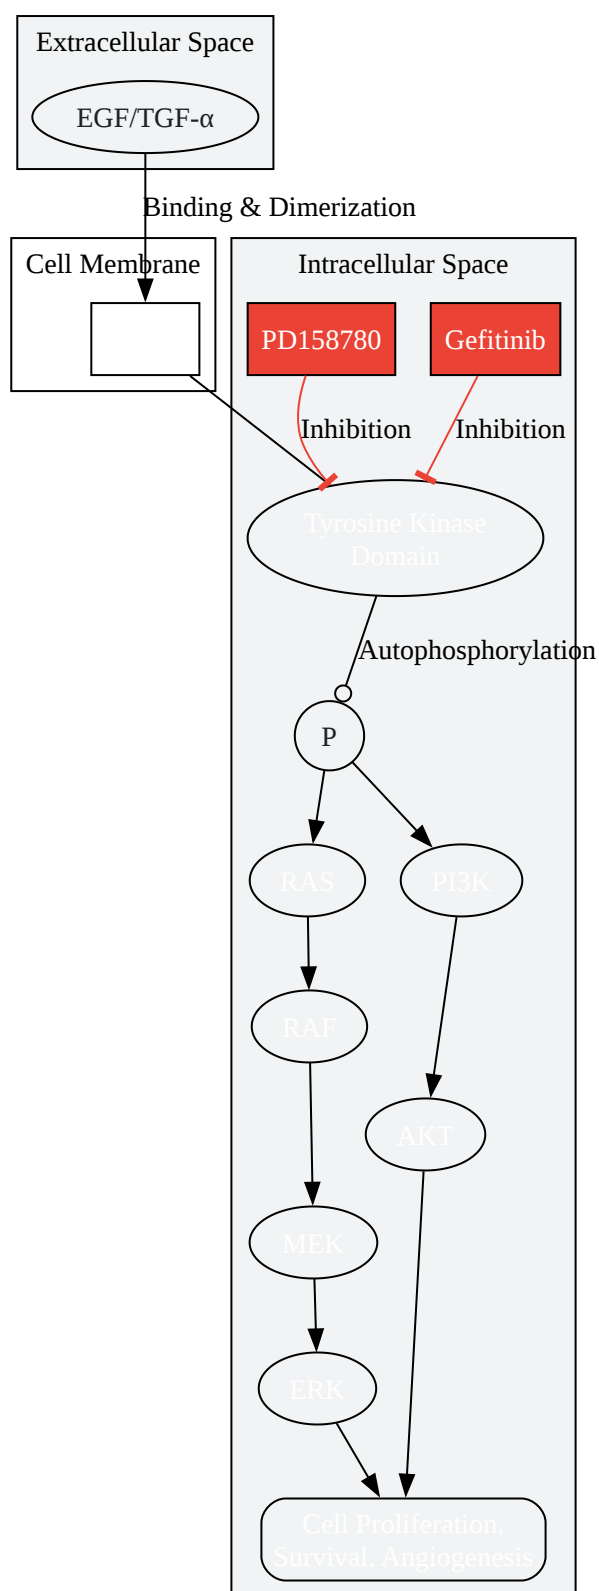 Extracellular Space
EGF/TGF-α
Binding & Dimerization
Cell Membrane
Intracellular Space
PD158780
Gefitinib
Inhibition
Inhibition
Tyrosine Kinase
Domain
Autophosphorylation
P
RAS
PI3K
RAF
AKT
MEK
ERK
Cell Proliferation,
Survival, Angiogenesis